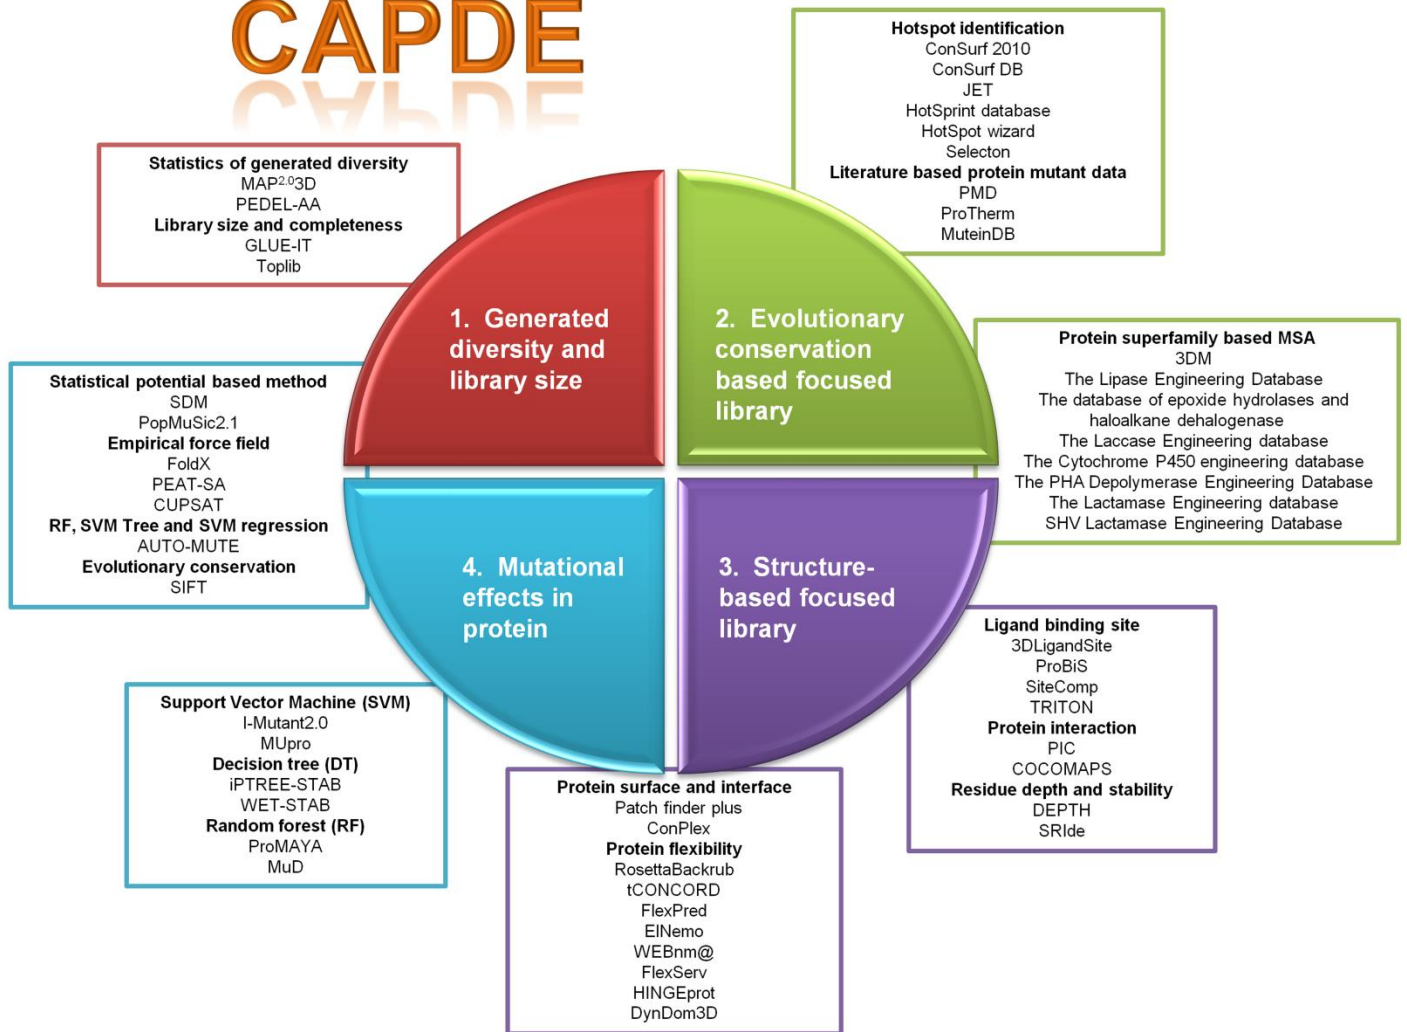 CAPDE
Statistics of generated diversity
MAP2.03D
PEDEL-AA
Library size and completeness
GLUE-IT
Toplib
Hotspot identification
ConSurf 2010
ConSurf DB
JET
HotSprint database
HotSpot wizard
Selecton
Literature based protein mutant data
PMD
ProTherm
MuteinDB
1. Generated
diversity and
library size
2. Evolutionary
conservation
based focused
library
Protein superfamily based MSA
3DM
The Lipase Engineering Database
The database of epoxide hydrolases and
haloalkane dehalogenase
The Laccase Engineering database
The Cytochrome P450 engineering database
The PHA Depolymerase Engineering Database
The Lactamase Engineering database
SHV Lactamase Engineering Database
Statistical potential based method
SDM
PopMuSic2.1
Empirical force field
FoldX
PEAT-SA
CUPSAT
RF, SVM Tree and SVM regression
AUTO-MUTE
Evolutionary conservation
SIFT
4. Mutational
effects in
protein
3. Structure-
based focused
library
Ligand binding site
3DLigandSite
ProBiS
SiteComp
TRITON
Protein interaction
PIC
COCOMAPS
Residue depth and stability
DEPTH
SRIde
Support Vector Machine (SVM)
I-Mutant2.0
MUpro
Decision tree (DT)
iPTREE-STAB
WET-STAB
Random forest (RF)
ProMAYA
MuD
Protein surface and interface
Patch finder plus
ConPlex
Protein flexibility
RosettaBackrub
tCONCORD
FlexPred
ElNemo
WEBnm@
FlexServ
HINGEprot
DynDom3D